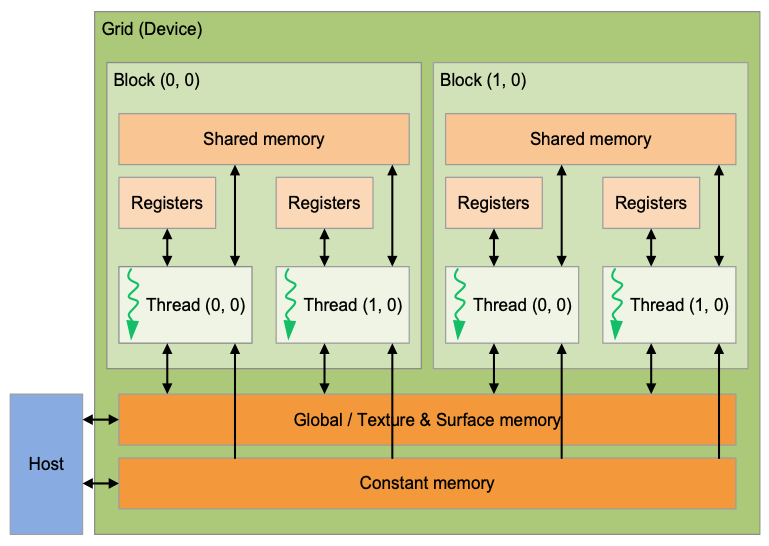 Grid (Device)
Block (0, 0)
Block (1, 0)
Shared memory
Shared memory
Registers
Registers
Registers
Registers
Thread (0, 0)
Thread (1, 0)
Thread (0, 0)
Thread (1, 0)
Global / Texture & Surface memory
Host
Constant memory